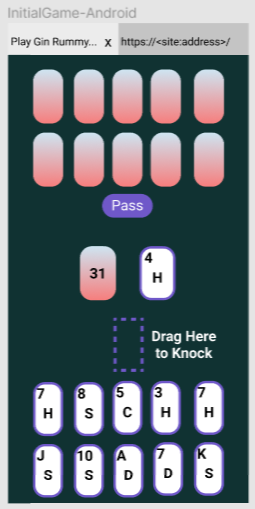 InitialGame-Android
Play Gin Rummy... x https://<site:address>/
Pass
31
4
H
Drag Here
to Knock
7 8 5 3 7
H S C H H
J 10 A 7 K
S S D D S